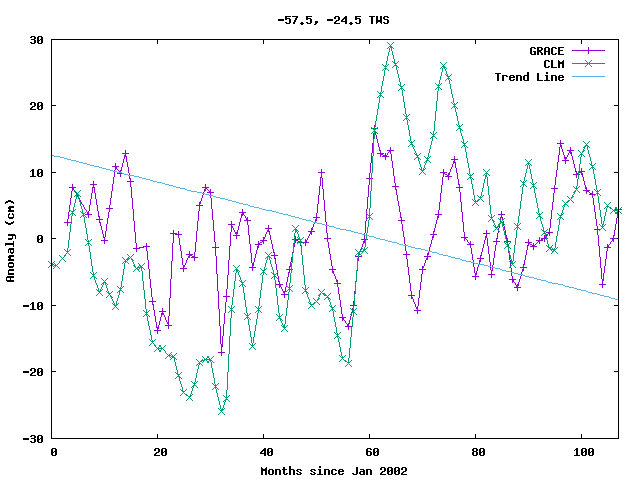 -57.5, -24.5 TWS
GRACE
CLM
Trend Line
Anomaly (cm)
30
20
10
0
-10
-20
-30
0 20 40 60 80 100
Months since Jan 2002